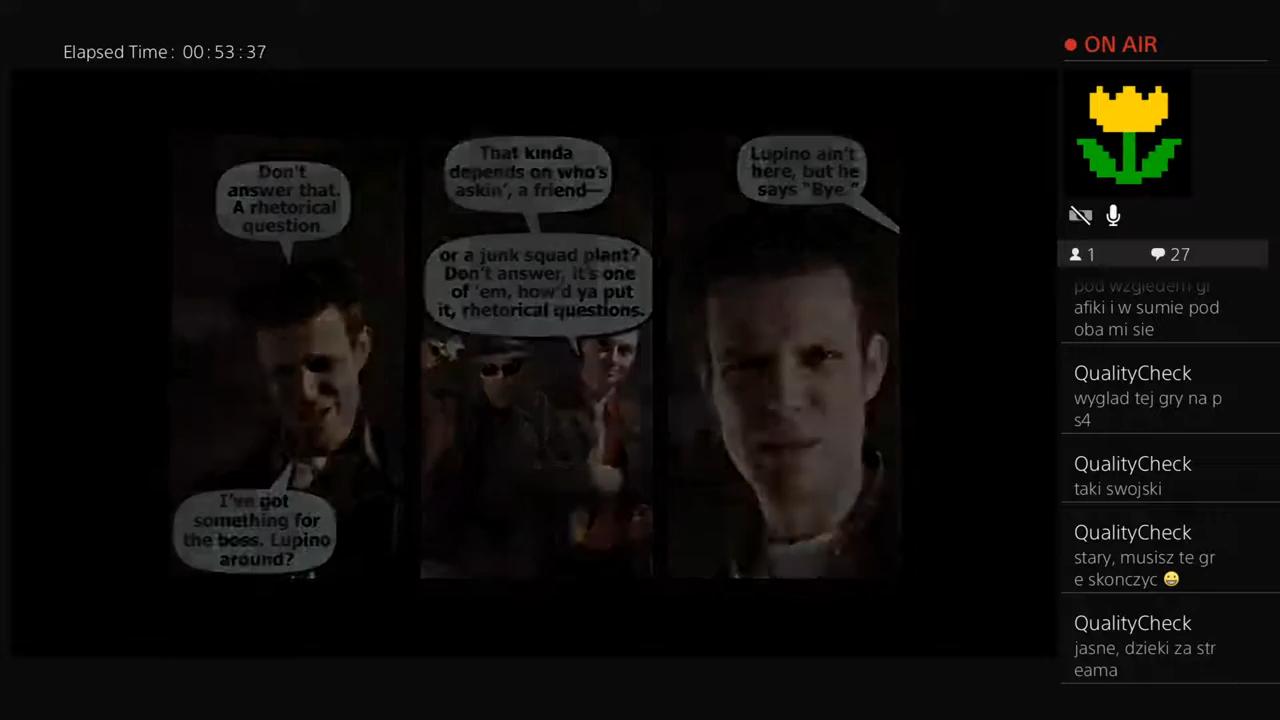 Elapsed Time: 00:53:37
Don't
answer that.
A rhetorical
question.
I've got
something for
the boss. Lupino
around?
That kinda
depends on who's
askin', a friend—
or a junk squad plant?
Don't answer, it's one
of 'em, how'd ya put
it, rhetorical questions.
Lupino ain't
here, but he
says "Bye."
ON AIR
1
27
pod wzgledem gr
afiki i w sumie pod
oba mi sie
QualityCheck
wyglad tej gry na p
s4
QualityCheck
taki swojski
QualityCheck
stary, musisz te gr
e skonczyc 😀
QualityCheck
jasne, dzieki za str
eama